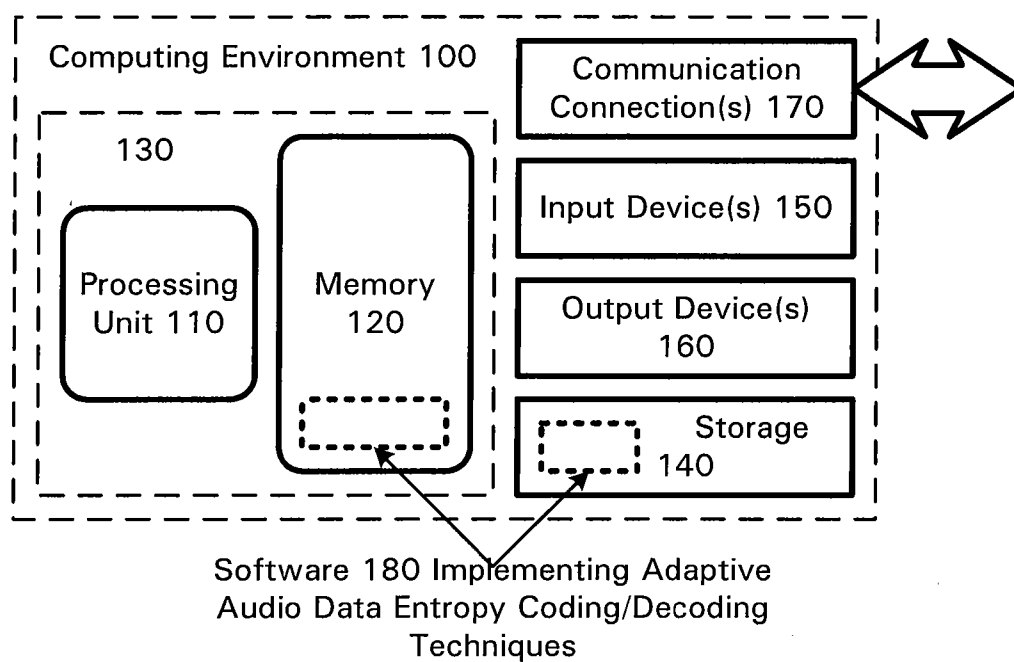 Computing Environment 100
Communication
Connection(s) 170
130
Input Device(s) 150
Processing
Unit 110
Memory
120
Output Device(s)
160
Storage
140
Software 180 Implementing Adaptive
Audio Data Entropy Coding/Decoding
Techniques